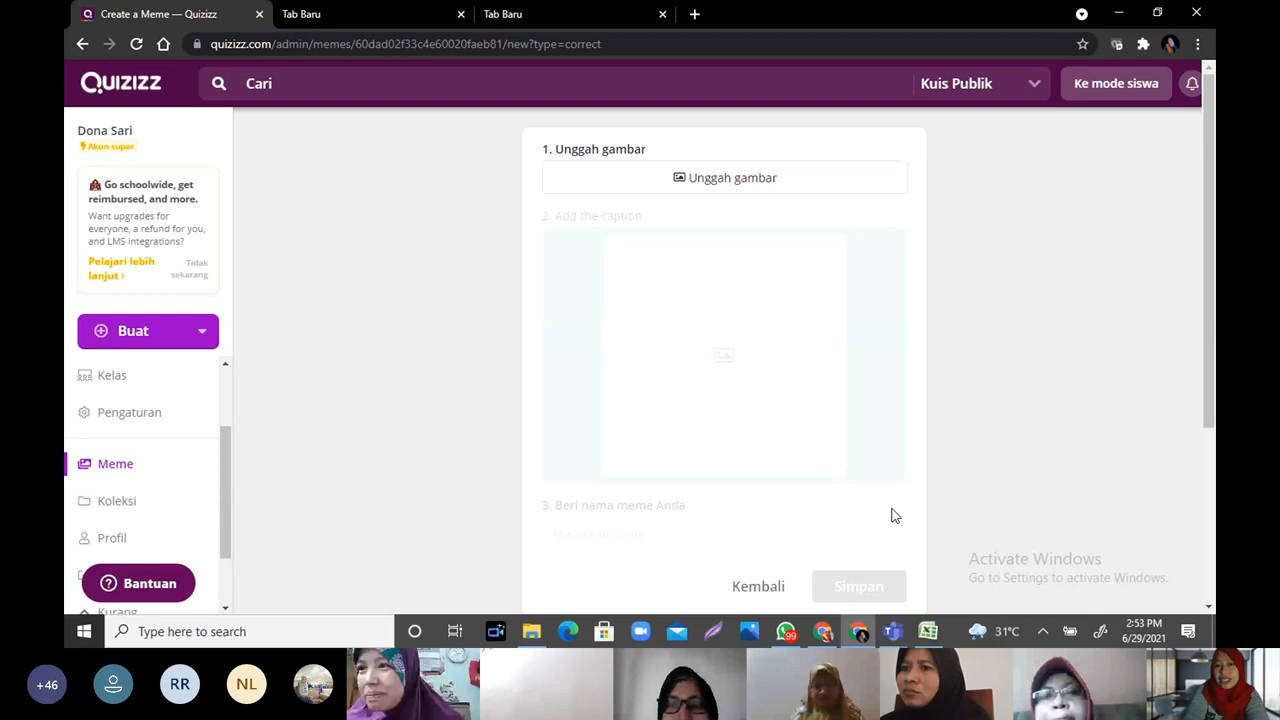 Create a Meme — Quizizz
Tab Baru
Tab Baru
quizizz.com/admin/memes/60dad02f33c4e60020faeb81/new?type=correct
QUIZIZZ
Cari
Kuis Publik
Ke mode siswa
Dona Sari
Akun super
Go schoolwide, get
reimbursed, and more.
Want upgrades for
everyone, a refund for you,
and LMS integrations?
Pelajari lebih
lanjut >
Tidak
sekarang
Buat
Kelas
Pengaturan
Meme
Koleksi
Profil
Bantuan
Kurang
1. Unggah gambar
Unggah gambar
2. Add the caption
3. Beri nama meme Anda
Kembali
Simpan
Activate Windows
Go to Settings to activate Windows.
Type here to search
99
31°C
2:53 PM
6/29/2021
+46
RR
NL